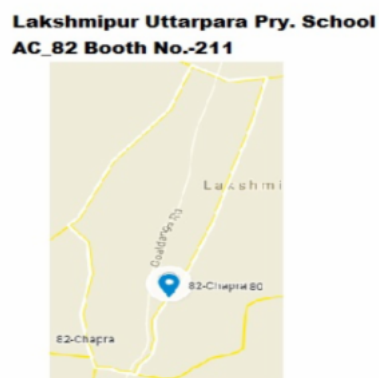 Lakshmipur Uttarpara Pry. School
AC_82 Booth No.-211
Lakshmi
82-Chapra 80
82-Chapra